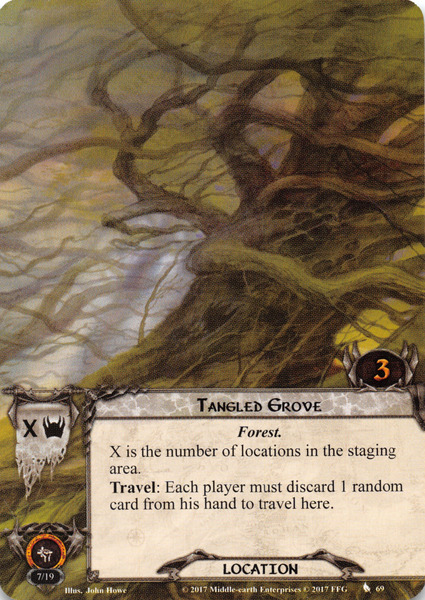 3
TANGLED GROVE
X
Forest.
X is the number of locations in the staging
area.
Travel: Each player must discard 1 random
card from his hand to travel here.
7/19
LOCATION
Illus. John Howe © 2017 Middle-earth Enterprises © 2017 FFG 69